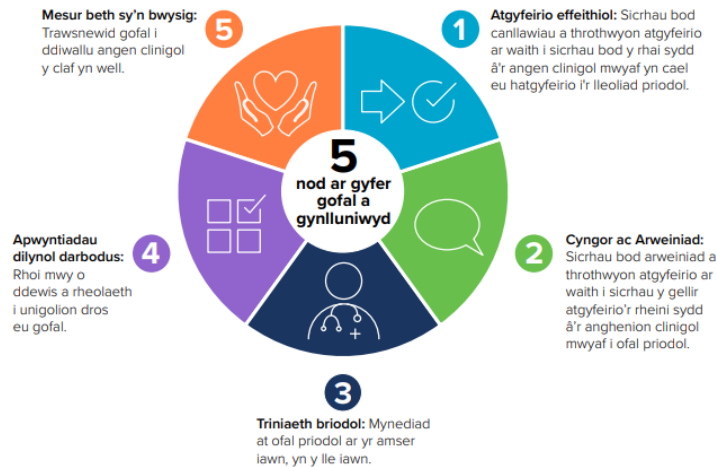 5
nod ar gyfer
gofal a
gynlluniwyd
1
Atgyfeirio effeithiol: Sicrhau bod
canllawiau a throthwyon atgyfeirio
ar waith i sicrhau bod y rhai sydd
â'r angen clinigol mwyaf yn cael
eu hatgyfeirio i'r lleoliad priodol.
2
Cyngor ac Arweiniad:
Sicrhau bod arweiniad a
throthwyon atgyfeirio ar
waith i sicrhau y gellir
atgyfeirio’r rheini sydd
â’r anghenion clinigol
mwyaf i ofal priodol.
3
Triniaeth briodol: Mynediad
at ofal priodol ar yr amser
iawn, yn y lle iawn.
4
Apwyntiadau
dilynol darbodus:
Rhoi mwy o
ddewis a rheolaeth
i unigolion dros
eu gofal.
5
Mesur beth sy’n bwysig:
Trawsnewid gofal i
ddiwallu angen clinigol
y claf yn well.